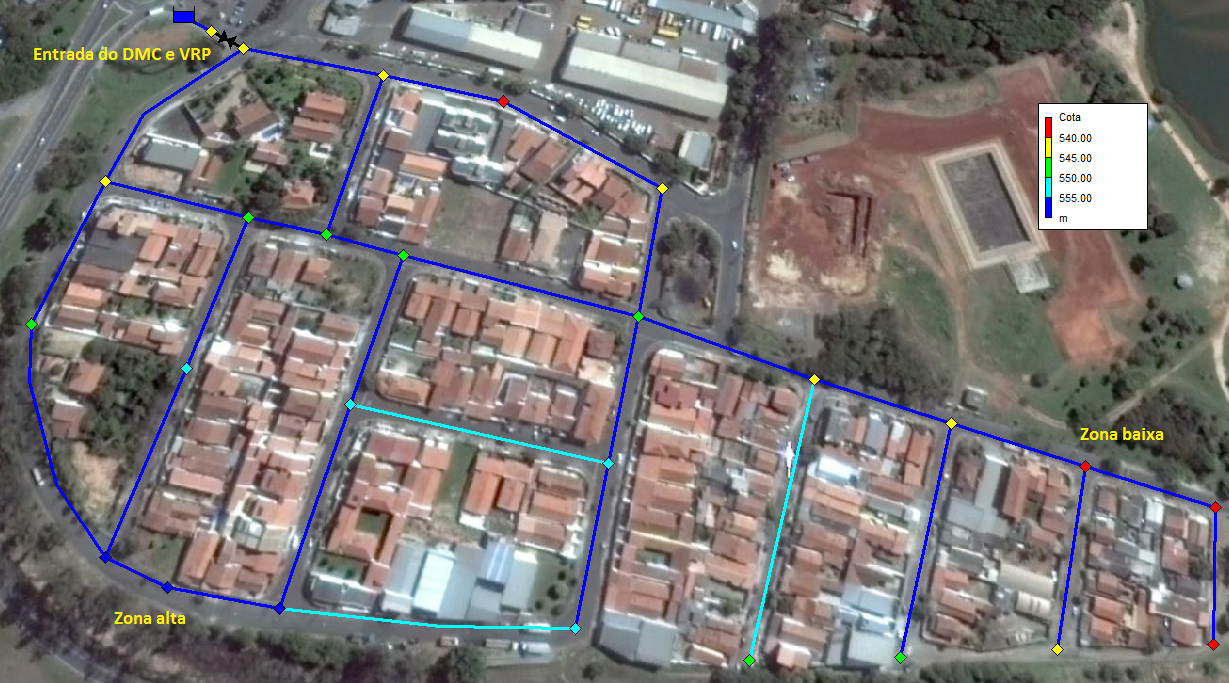 Entrada do DMC e VRP
Cota
540.00
545.00
550.00
555.00
m
Zona baixa
Zona alta